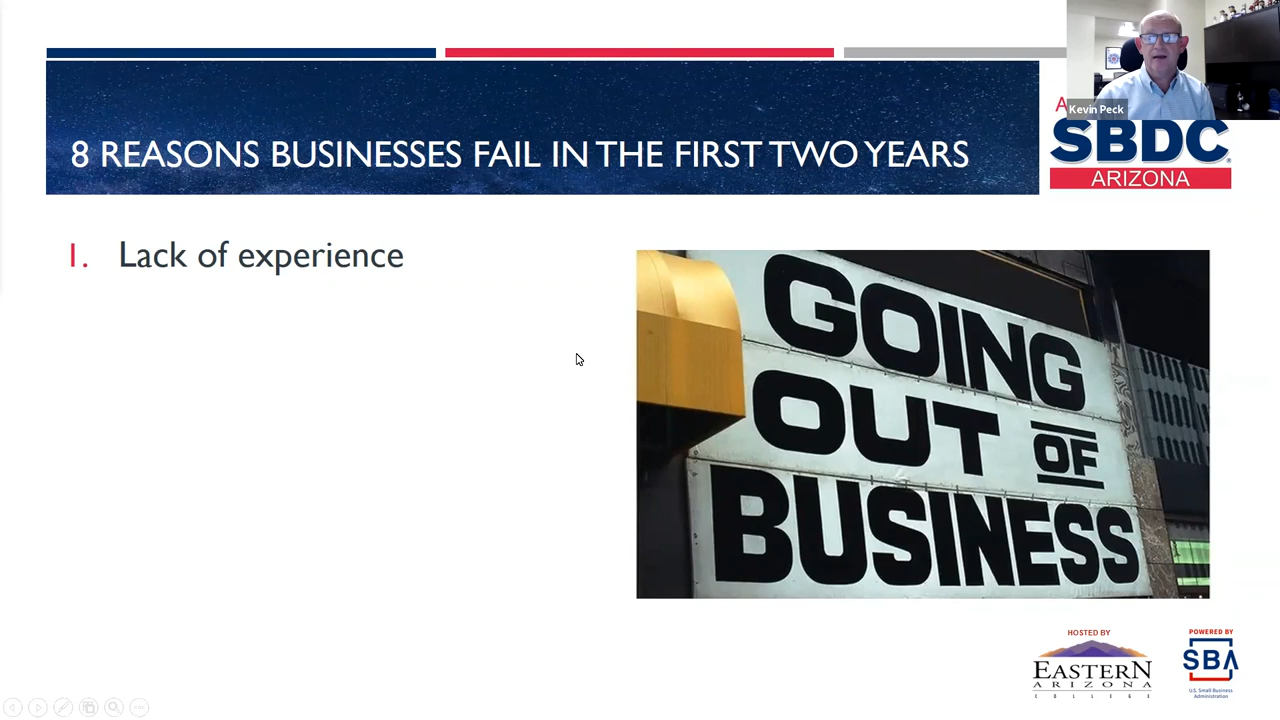 Kevin Peck
8 REASONS BUSINESSES FAIL IN THE FIRST TWO YEARS
SBDC
ARIZONA
1. Lack of experience
GOING
OUT OF
BUSINESS
HOSTED BY
EASTERN
ARIZONA
COLLEGE
POWERED BY
SBA
U.S. Small Business
Administration